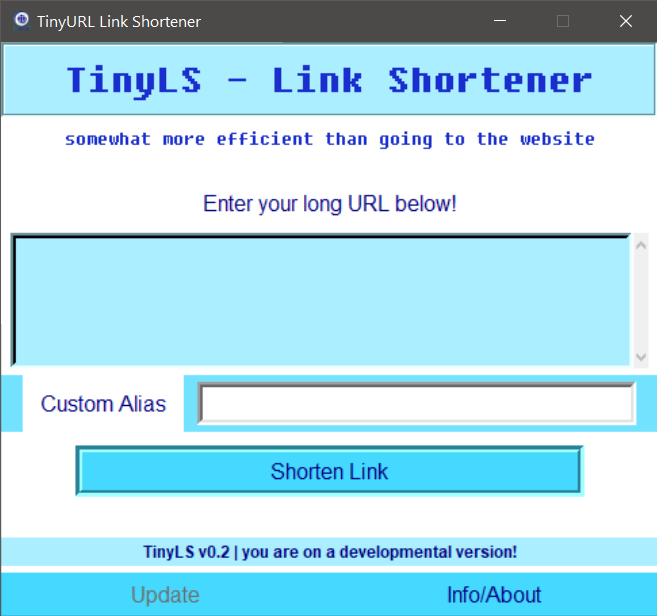 TinyURL Link Shortener
TinyLS - Link Shortener
somewhat more efficient than going to the website
Enter your long URL below!
Custom Alias
Shorten Link
TinyLS v0.2 | you are on a developmental version!
Update Info/About